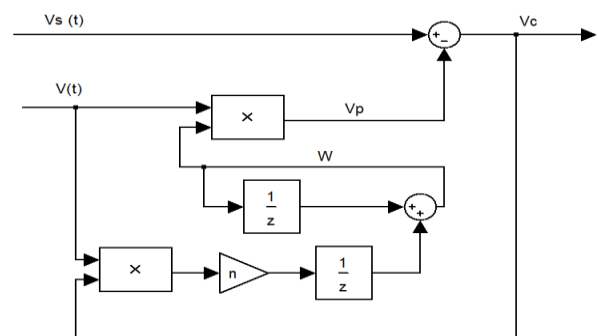 Vs (t)
Vc
+
−
V(t)
×
Vp
W
1
z
+
+
×
n
1
z